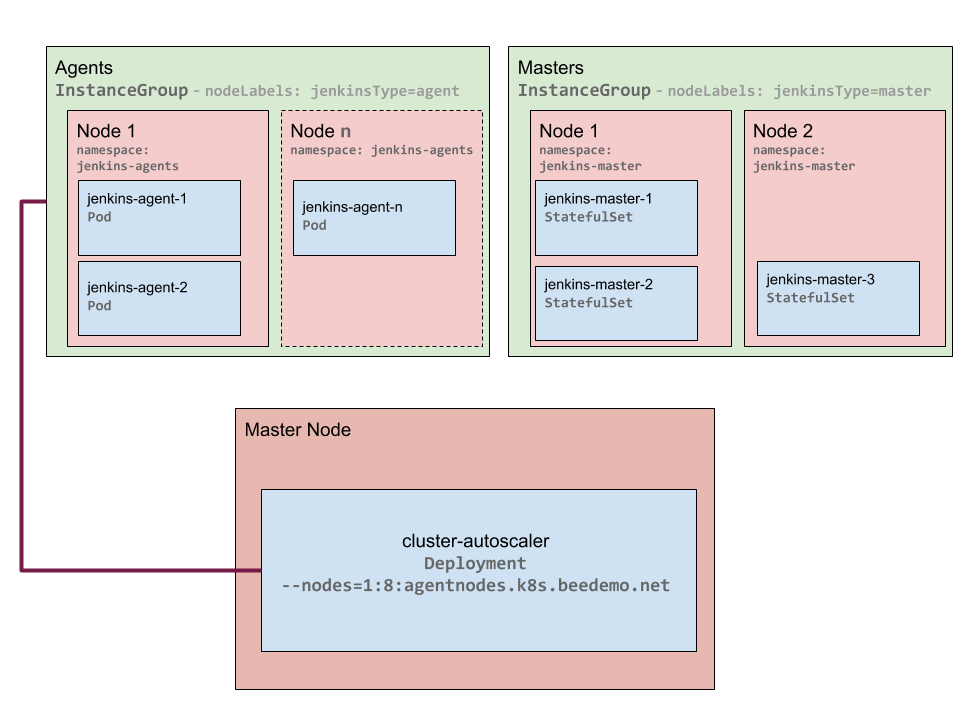 Agents
InstanceGroup - nodeLabels: jenkinsType=agent
Node 1
namespace:
jenkins-agents
jenkins-agent-1
Pod
jenkins-agent-2
Pod
Node n
namespace: jenkins-agents
jenkins-agent-n
Pod
Masters
InstanceGroup - nodeLabels: jenkinsType=master
Node 1
namespace:
jenkins-master
jenkins-master-1
StatefulSet
jenkins-master-2
StatefulSet
Node 2
namespace:
jenkins-master
jenkins-master-3
StatefulSet
Master Node
cluster-autoscaler
Deployment
--nodes=1:8:agentnodes.k8s.beedemo.net